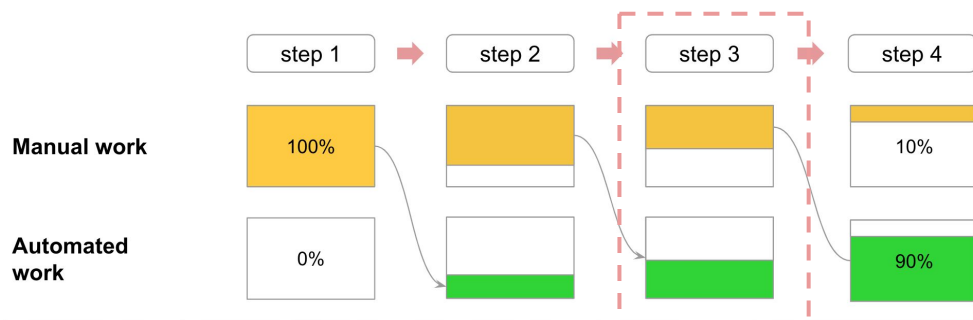 step 1
step 2
step 3
step 4
Manual work
100%
10%
Automated
work
0%
90%